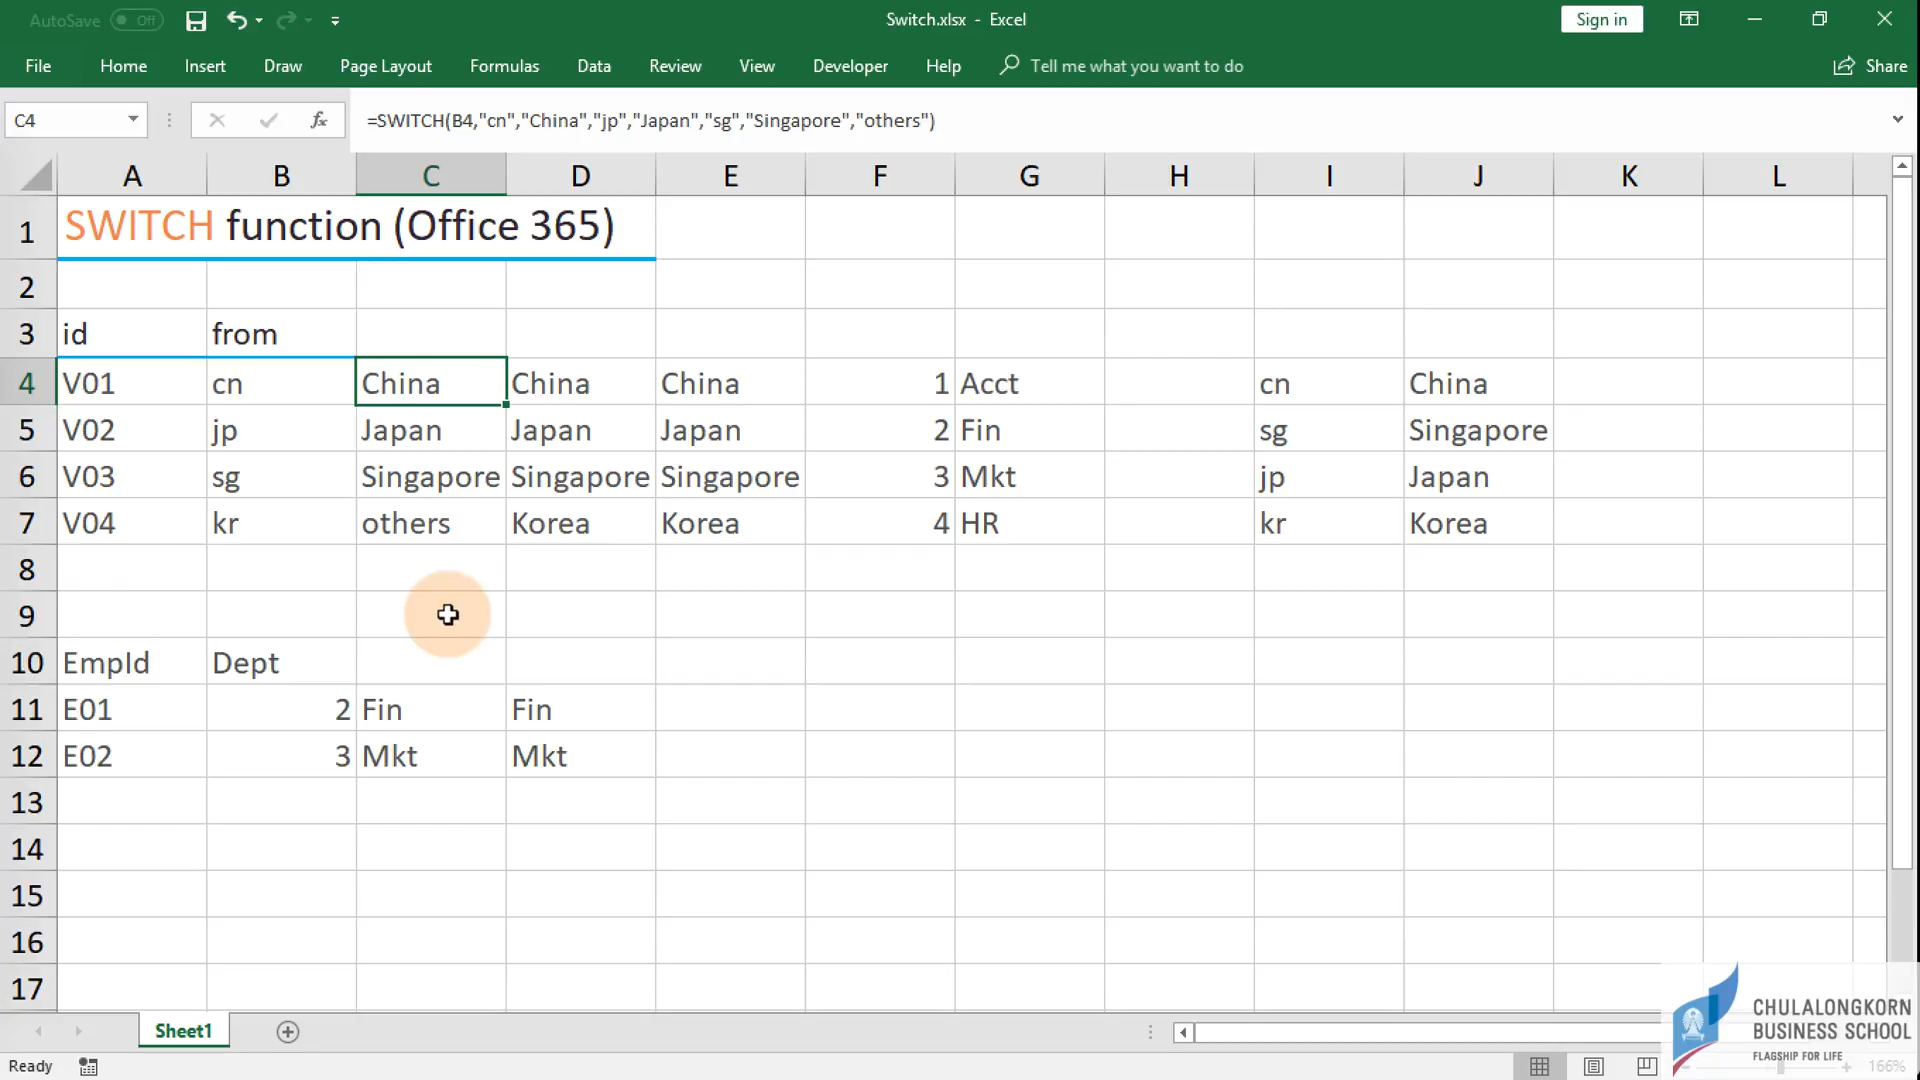 AutoSave Off Switch.xlsx - Excel Sign in
File Home Insert Draw Page Layout Formulas Data Review View Developer Help Tell me what you want to do Share
C4 fx =SWITCH(B4,"cn","China","jp","Japan","sg","Singapore","others")
A B C D E F G H I J K L
1 SWITCH function (Office 365)
2
3 id from
4 V01 cn China China China 1 Acct cn China
5 V02 jp Japan Japan Japan 2 Fin sg Singapore
6 V03 sg Singapore Singapore Singapore 3 Mkt jp Japan
7 V04 kr others Korea Korea 4 HR kr Korea
8
9
10 EmpId Dept
11 E01 2 Fin Fin
12 E02 3 Mkt Mkt
13
14
15
16
17
CHULALONGKORN
BUSINESS SCHOOL
FLAGSHIP FOR LIFE
Sheet1
Ready 166%